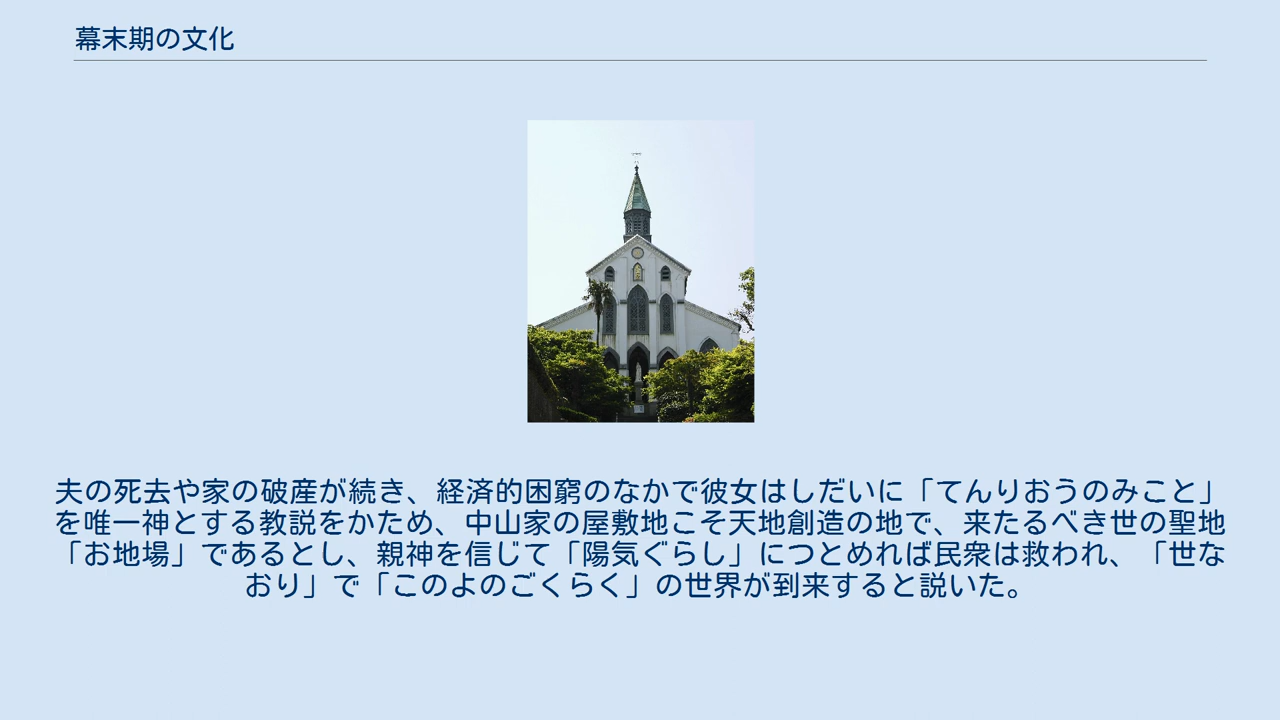 幕末期の文化
夫の死去や家の破産が続き、経済的困窮のなかで彼女はしだいに「てんりおうのみこと」
を唯一神とする教説をかため、中山家の屋敷地こそ天地創造の地で、来たるべき世の聖地
「お地場」であるとし、親神を信じて「陽気ぐらし」につとめれば民衆は救われ、「世な
おり」で「このよのごくらく」の世界が到来すると説いた。